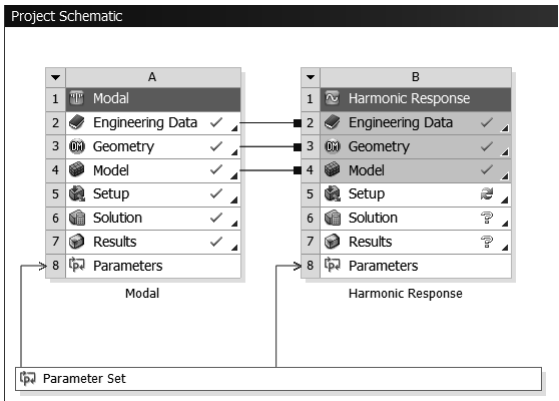 Project Schematic
A
1 Modal
2 Engineering Data
3 Geometry
4 Model
5 Setup
6 Solution
7 Results
8 Parameters
Modal
B
1 Harmonic Response
2 Engineering Data
3 Geometry
4 Model
5 Setup
6 Solution
7 Results
8 Parameters
Harmonic Response
Parameter Set